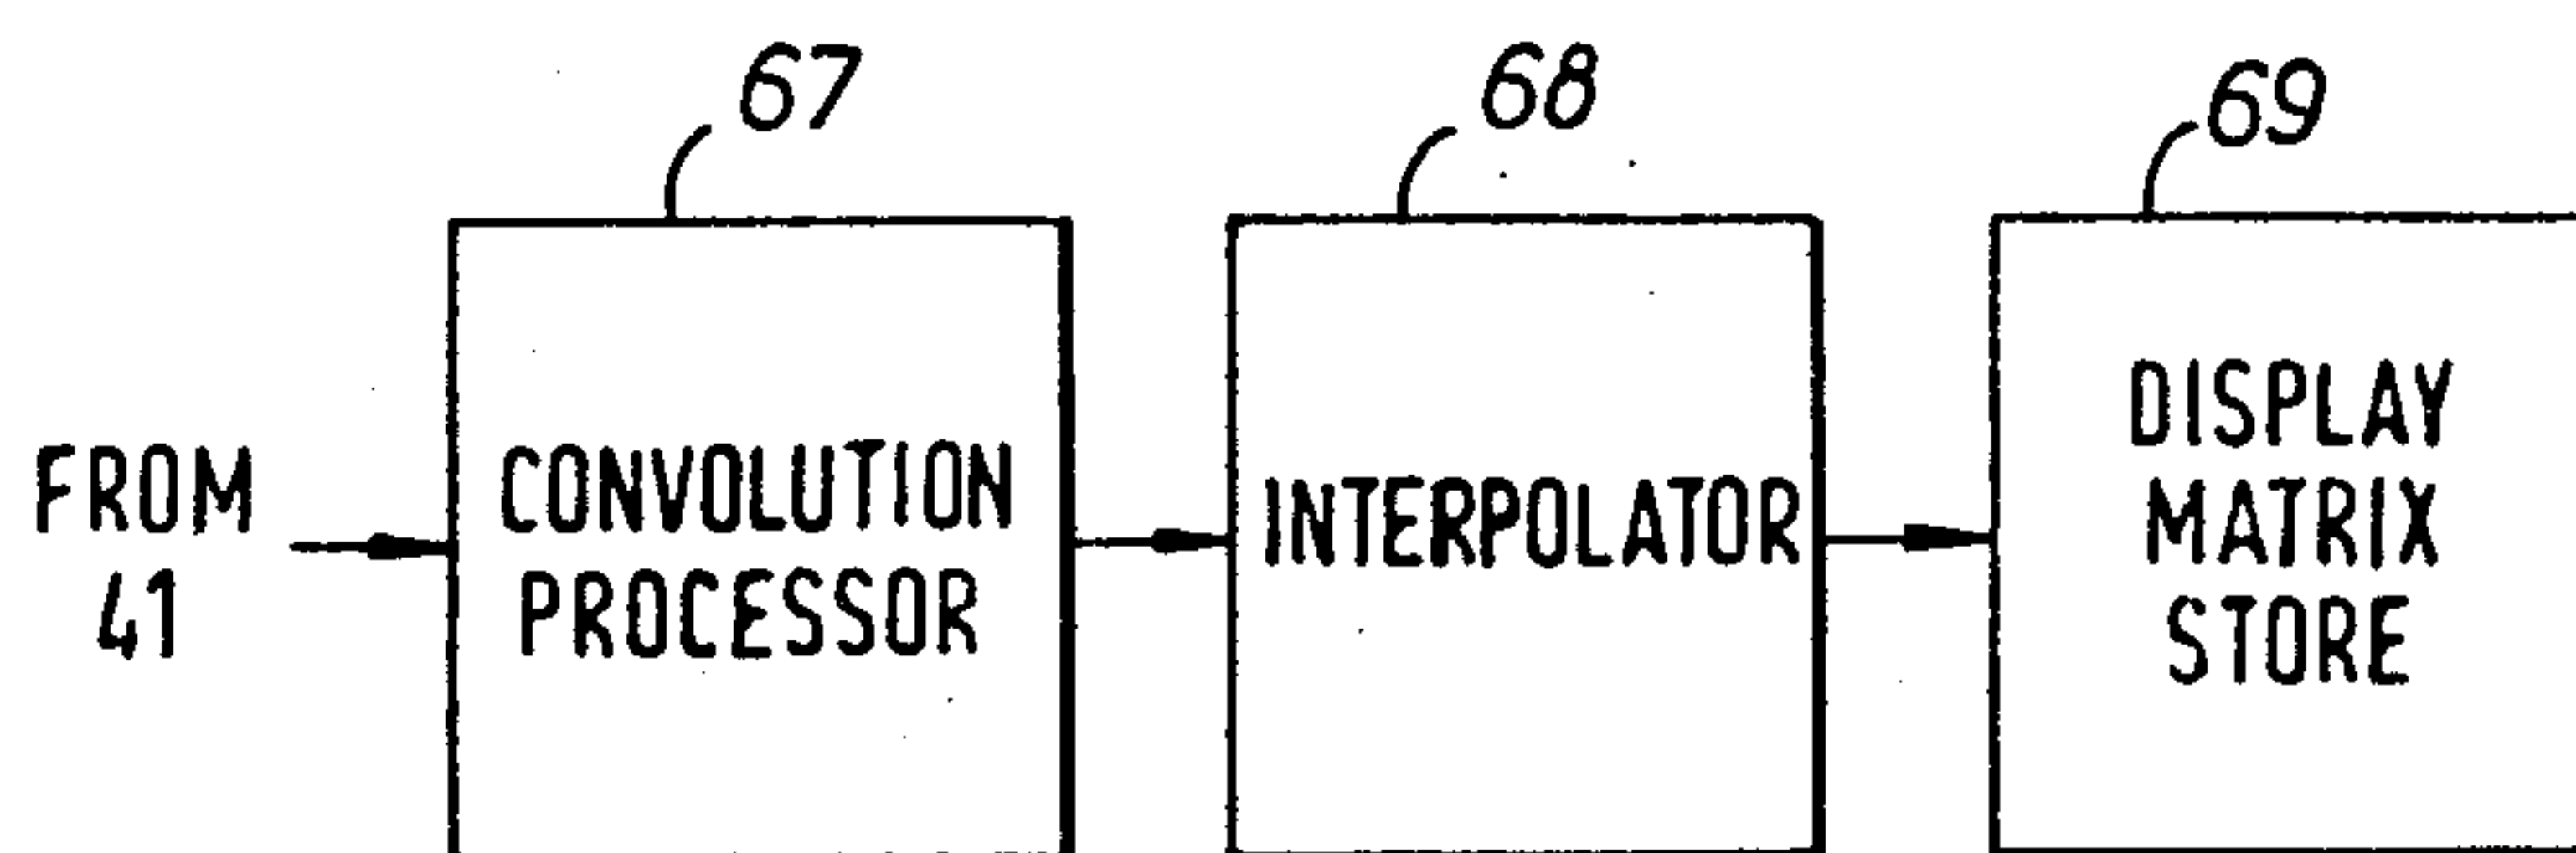 67
68
69
FROM
41
CONVOLUTION
PROCESSOR
INTERPOLATOR
DISPLAY
MATRIX
STORE